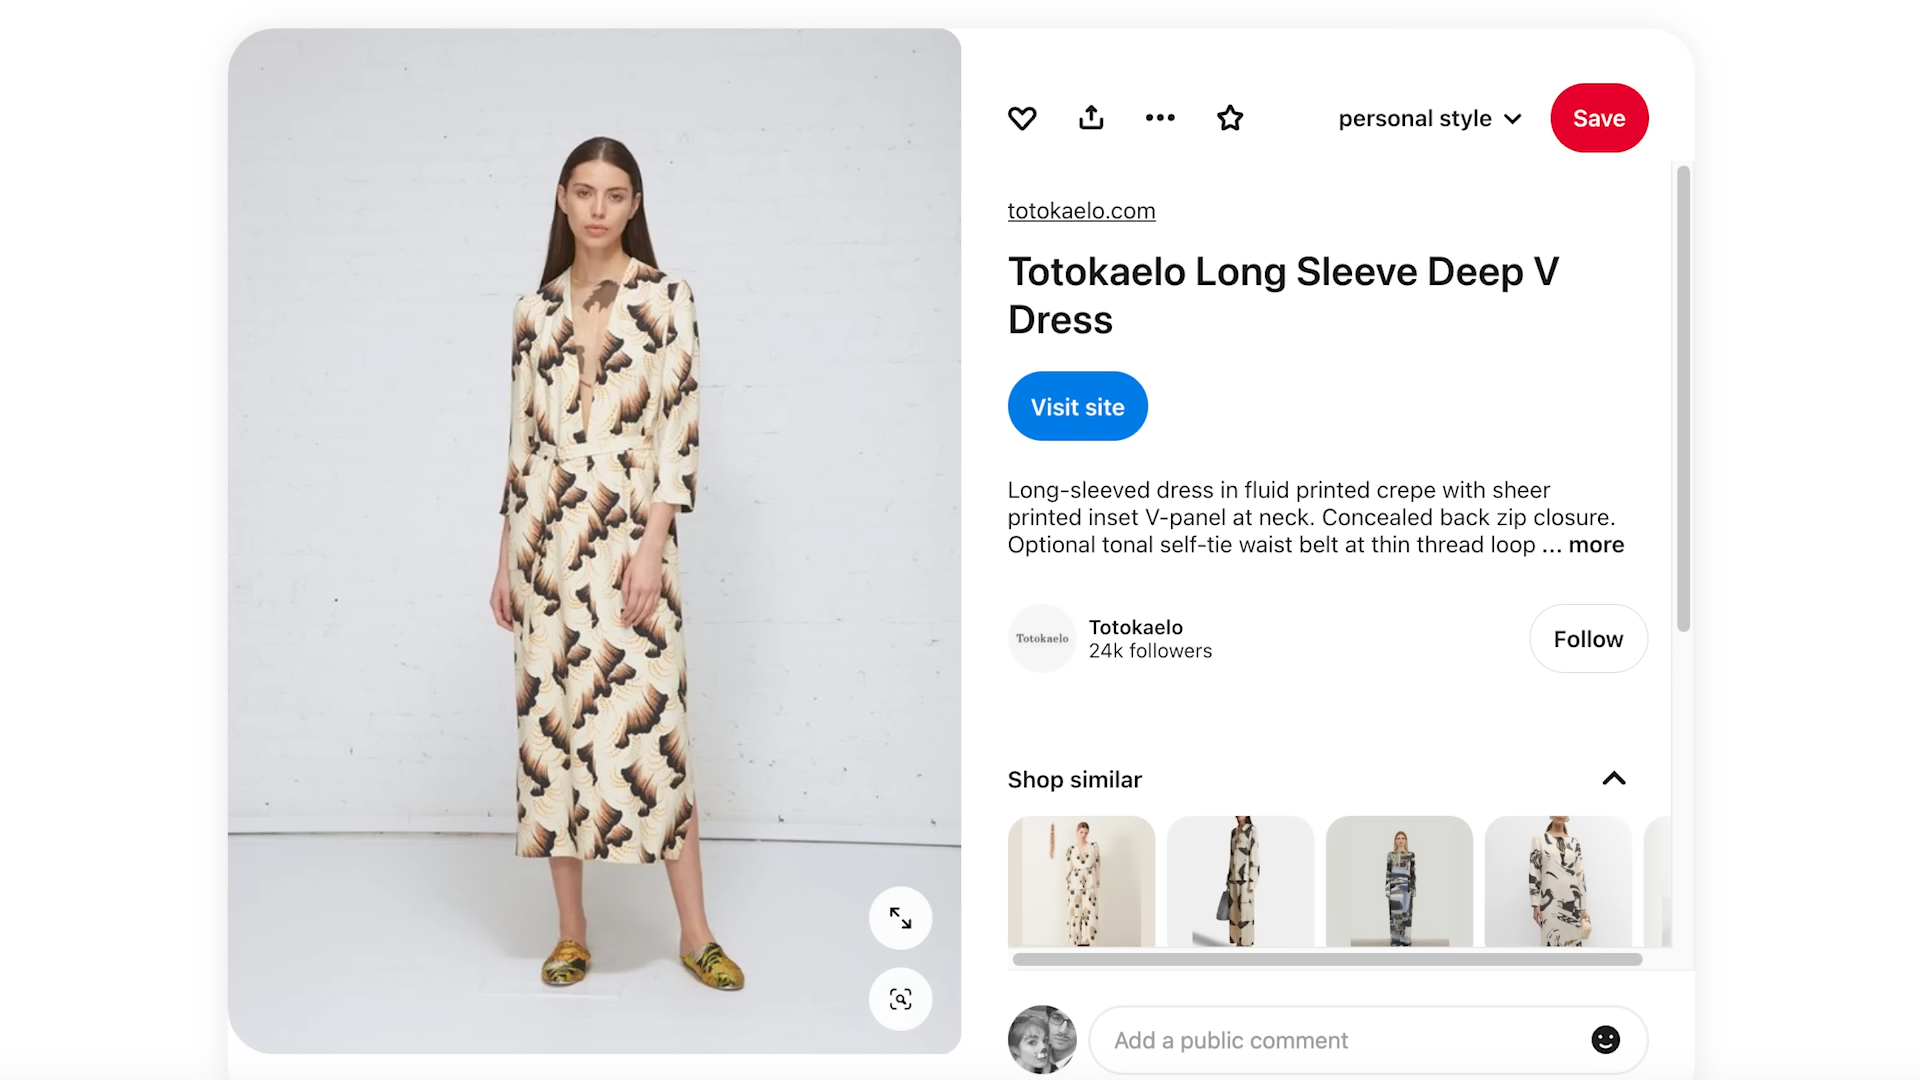 personal style
Save
totokaelo.com
Totokaelo Long Sleeve Deep V
Dress
Visit site
Long-sleeved dress in fluid printed crepe with sheer
printed inset V-panel at neck. Concealed back zip closure.
Optional tonal self-tie waist belt at thin thread loop ... more
Totokaelo
Totokaelo
24k followers
Follow
Shop similar
Add a public comment